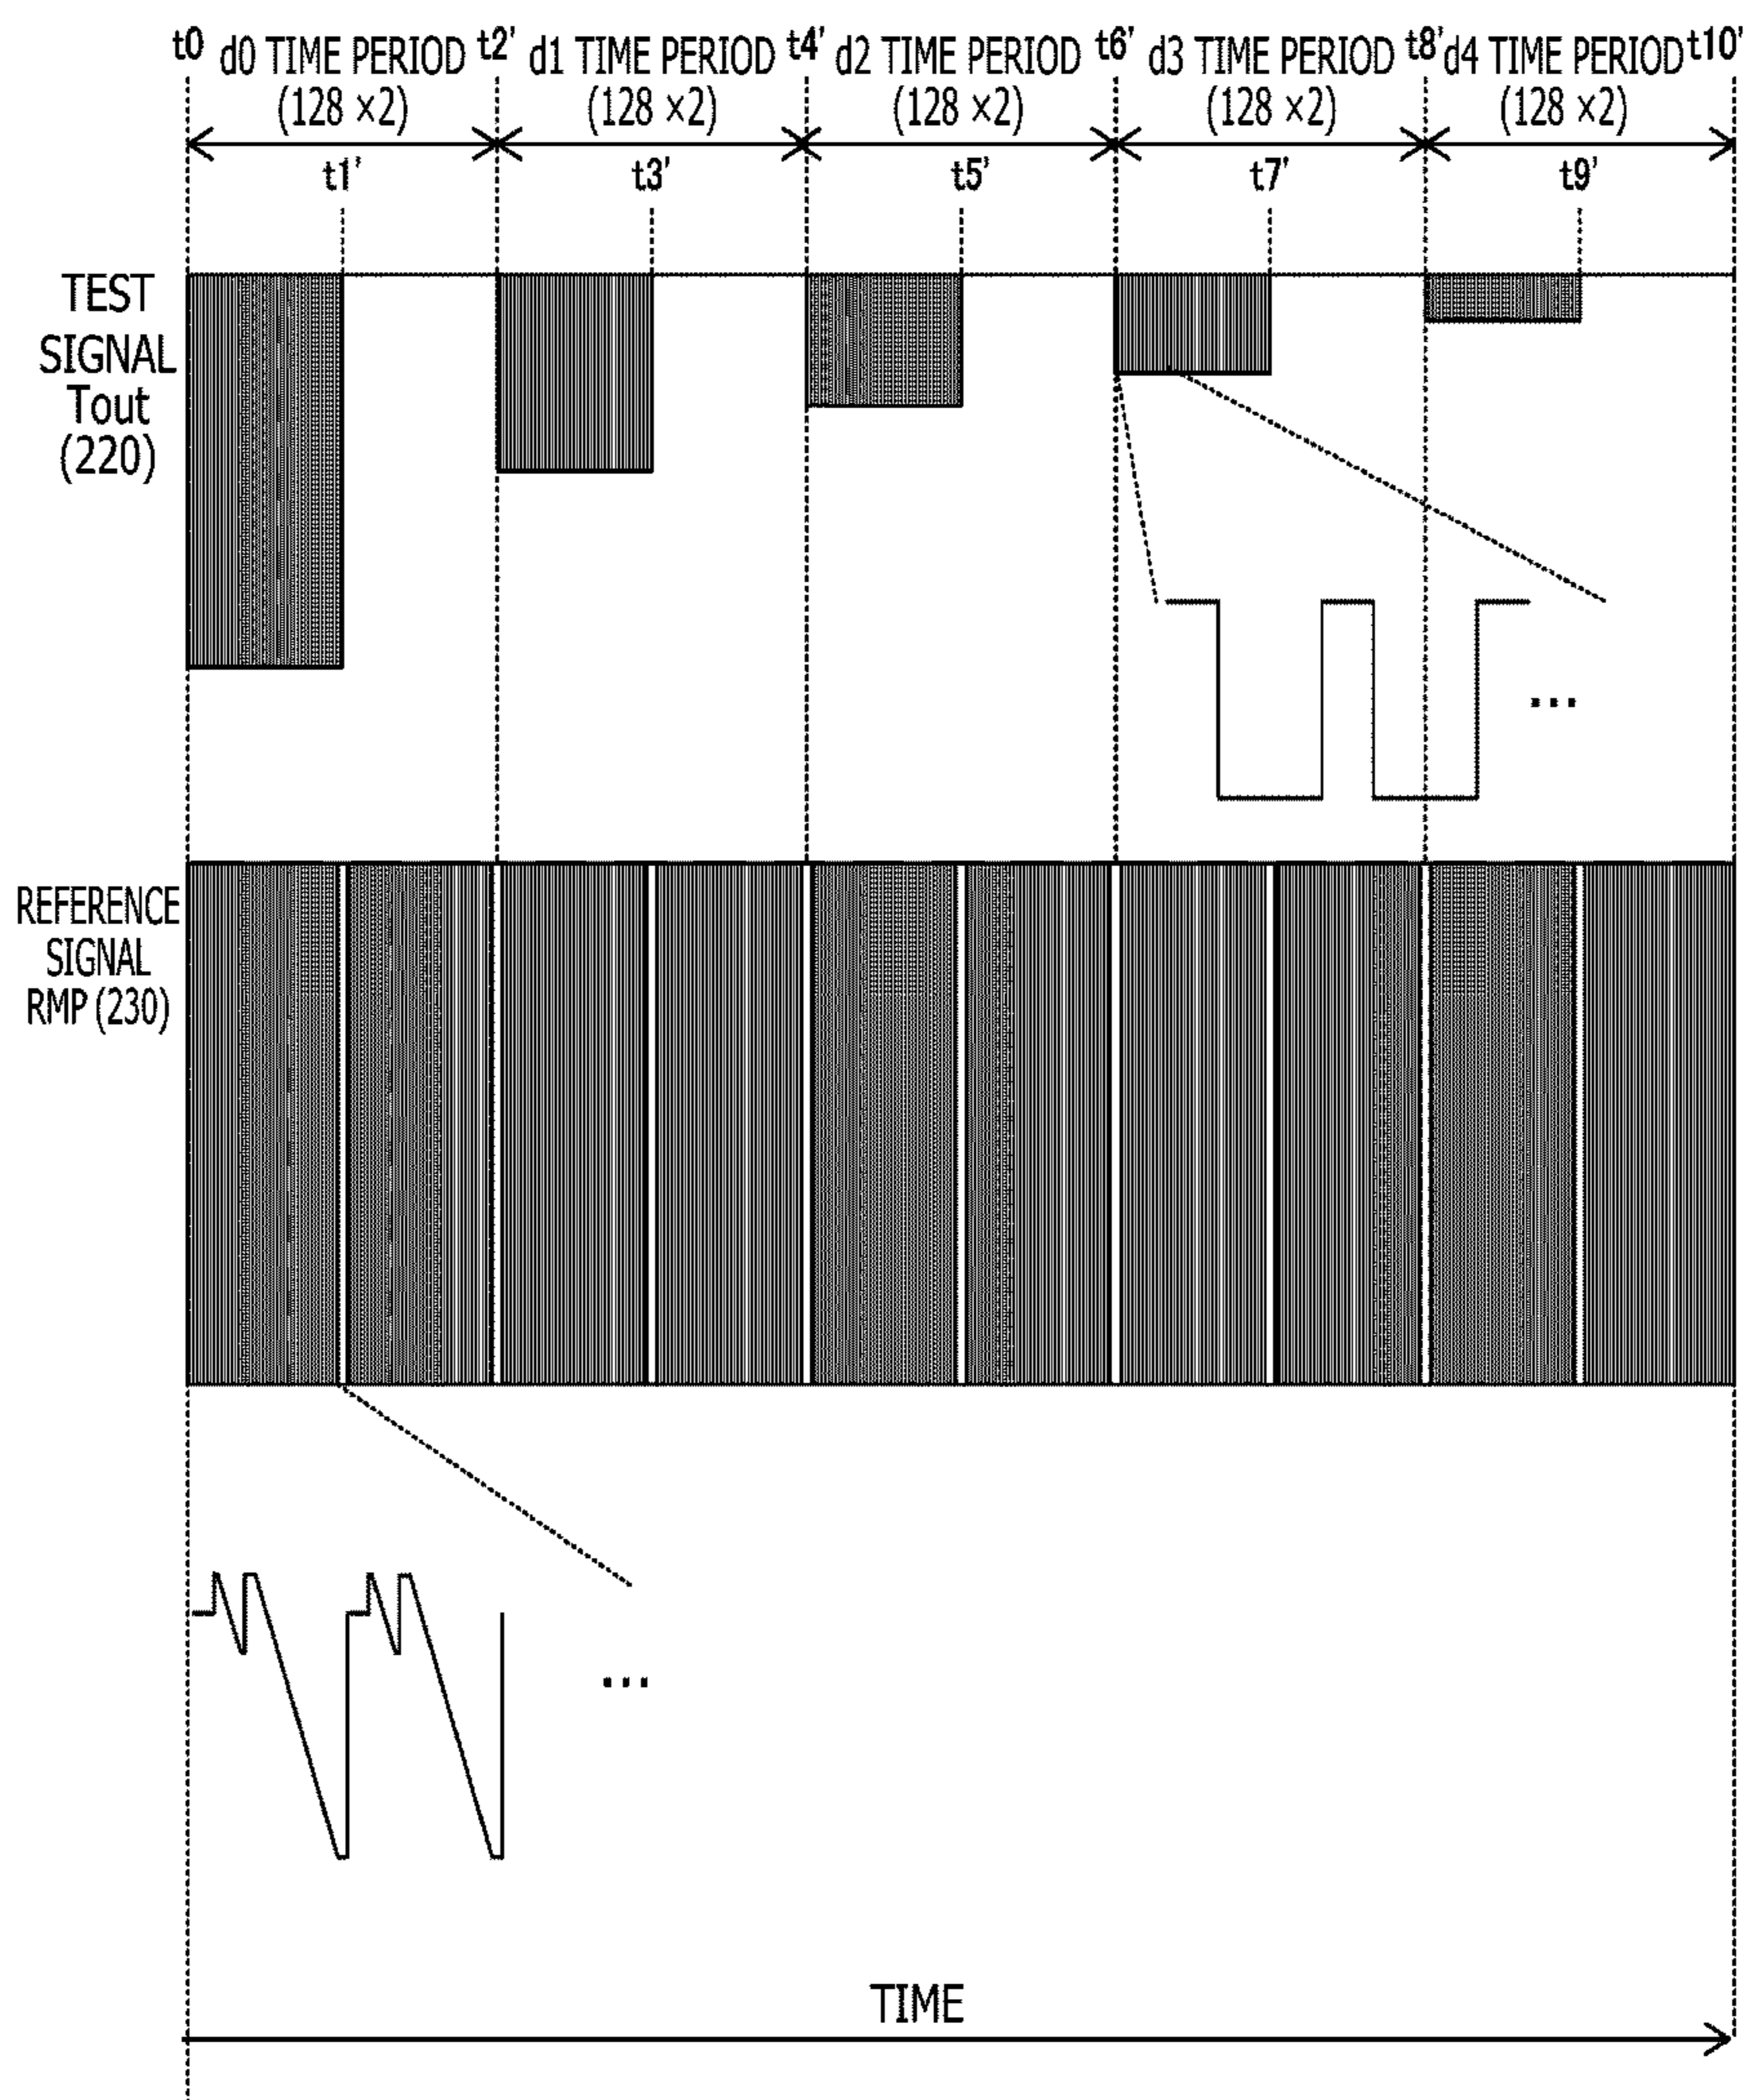 t0 d0 TIME PERIOD t2' d1 TIME PERIOD t4' d2 TIME PERIOD t6' d3 TIME PERIOD t8' d4 TIME PERIOD t10'
(128 ×2) (128 ×2) (128 ×2) (128 ×2) (128 ×2)
t1' t3' t5' t7' t9'
TEST
SIGNAL
Tout
(220)
...
REFERENCE
SIGNAL
RMP (230)
...
TIME